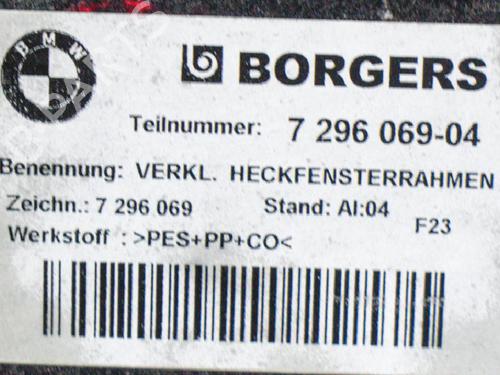 BMW
BORGERS
Teilnummer: 7 296 069-04
Benennung: VERKL. HECKFENSTERRAHMEN
Zeichn.: 7 296 069 Stand: AI:04
F23
Werkstoff : >PES+PP+CO<